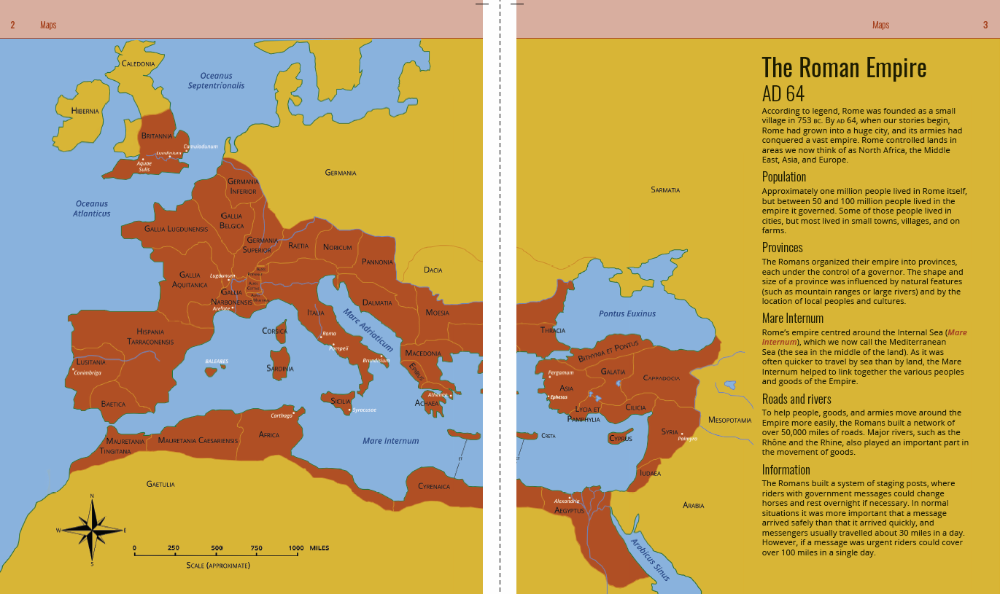 2 Maps
CALEDONIA
Oceanus
Septentrionalis
HIBERNIA
BRITANNIA
Camulodunum
Londinium
Aquae
Sulis
GERMANIA
GERMANIA
INFERIOR
Oceanus
Atlanticus
GALLIA
BELGICA
GALLIA LUGDUNENSIS
GERMANIA
SUPERIOR
RAETIA
NORICUM
PANNONIA
DACIA
GALLIA
AQUITANICA
Lugdunum
GALLIA
NARBONENSIS
Arelate
DALMATIA
MOESIA
ITALIA
Mare Adriaticum
CORSICA
Roma
Pompeii
HISPANIA
TARRACONENSIS
LUSITANIA
Conimbriga
BALEARES
SARDINIA
Brundisium
MACEDONIA
EPIRUS
BAETICA
SICILIA
Syracusae
Athenae
ACHAEA
Carthago
MAURETANIA
TINGITANA
MAURETANIA CAESARIENSIS
AFRICA
Mare Internum
ET
CYRENAICA
GAETULIA
N
W E
S
0 250 500 750 1000 MILES
SCALE (APPROXIMATE)
Maps 3
SARMATIA
Pontus Euxinus
THRACIA
BITHYNIA ET PONTUS
GALATIA
CAPPADOCIA
Pergamum
ASIA
Ephesus
LYCIA ET
PAMPHYLIA
CILICIA
MESOPOTAMIA
CRETA
CYPRUS
SYRIA
Palmyra
ET
IUDAEA
Alexandria
AEGYPTUS
ARABIA
Arabicus Sinus
The Roman Empire
AD 64
According to legend, Rome was founded as a small
village in 753 BC. By AD 64, when our stories begin,
Rome had grown into a huge city, and its armies had
conquered a vast empire. Rome controlled lands in
areas we now think of as North Africa, the Middle
East, Asia, and Europe.
Population
Approximately one million people lived in Rome itself,
but between 50 and 100 million people lived in the
empire it governed. Some of those people lived in
cities, but most lived in small towns, villages, and on
farms.
Provinces
The Romans organized their empire into provinces,
each under the control of a governor. The shape and
size of a province was influenced by natural features
(such as mountain ranges or large rivers) and by the
location of local peoples and cultures.
Mare Internum
Rome's empire centred around the Internal Sea (Mare
Internum), which we now call the Mediterranean
Sea (the sea in the middle of the land). As it was
often quicker to travel by sea than by land, the Mare
Internum helped to link together the various peoples
and goods of the Empire.
Roads and rivers
To help people, goods, and armies move around the
Empire more easily, the Romans built a network of
over 50,000 miles of roads. Major rivers, such as the
Rhône and the Rhine, also played an important part in
the movement of goods.
Information
The Romans built a system of staging posts, where
riders with government messages could change
horses and rest overnight if necessary. In normal
situations it was more important that a message
arrived safely than that it arrived quickly, and
messengers usually travelled about 30 miles in a day.
However, if a message was urgent riders could cover
over 100 miles in a single day.